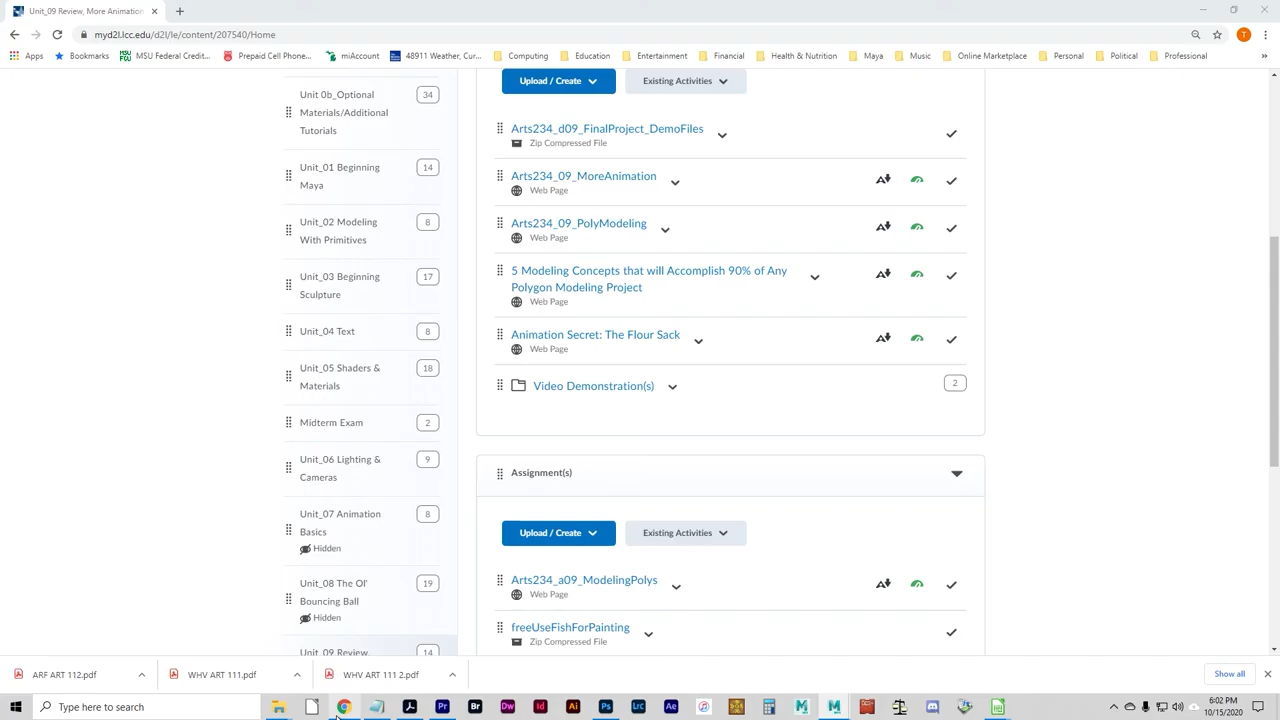 Unit_09 Review, More Animation
myd2l.lcc.edu/d2l/le/content/207540/Home
T
Apps
Bookmarks
MSU Federal Credit...
Prepaid Cell Phone...
miAccount
48911 Weather, Cur...
Computing
Education
Entertainment
Financial
Health & Nutrition
Maya
Music
Online Marketplace
Personal
Political
Professional
»
Unit 0b_Optional
Materials/Additional
Tutorials
34
Unit_01 Beginning
Maya
14
Unit_02 Modeling
With Primitives
8
Unit_03 Beginning
Sculpture
17
Unit_04 Text
8
Unit_05 Shaders &
Materials
18
Midterm Exam
2
Unit_06 Lighting &
Cameras
9
Unit_07 Animation
Basics
8
Hidden
Unit_08 The Ol'
Bouncing Ball
19
Hidden
Unit_09 Review,
14
Upload / Create
Existing Activities
Arts234_d09_FinalProject_DemoFiles
Zip Compressed File
Arts234_09_MoreAnimation
Web Page
Arts234_09_PolyModeling
Web Page
5 Modeling Concepts that will Accomplish 90% of Any
Polygon Modeling Project
Web Page
Animation Secret: The Flour Sack
Web Page
Video Demonstration(s)
2
Assignment(s)
Upload / Create
Existing Activities
Arts234_a09_ModelingPolys
Web Page
freeUseFishForPainting
Zip Compressed File
ARF ART 112.pdf
WHV ART 111.pdf
WHV ART 111 2.pdf
Show all
Type here to search
Pr
Br
Dw
Id
Ai
Ps
Lrc
Ae
6:02 PM
10/15/2020